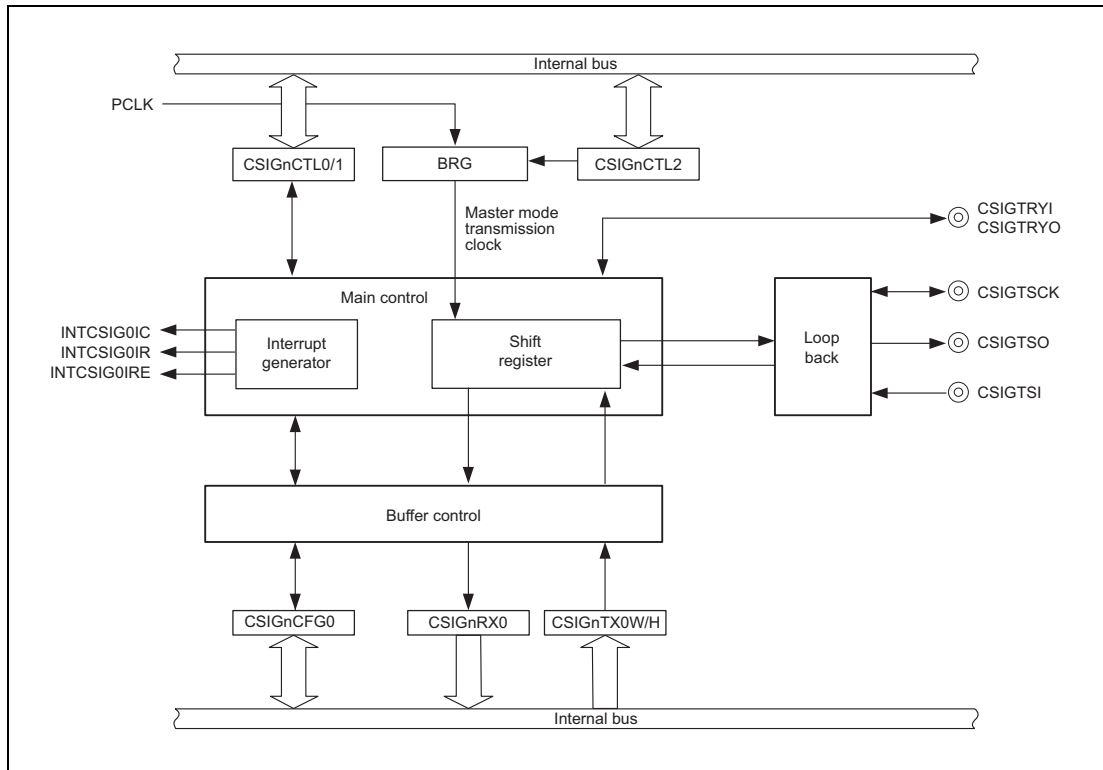 Internal bus
PCLK
CSIGnCTL0/1
BRG
CSIGnCTL2
Master mode
transmission
clock
CSIGTRYI
CSIGTRYO
Main control
CSIGTSCK
INTCSIG0IC
INTCSIG0IR
INTCSIG0IRE
Interrupt
generator
Shift
register
Loop
back
CSIGTSO
CSIGTSI
Buffer control
CSIGnCFG0
CSIGnRX0
CSIGnTX0W/H
Internal bus